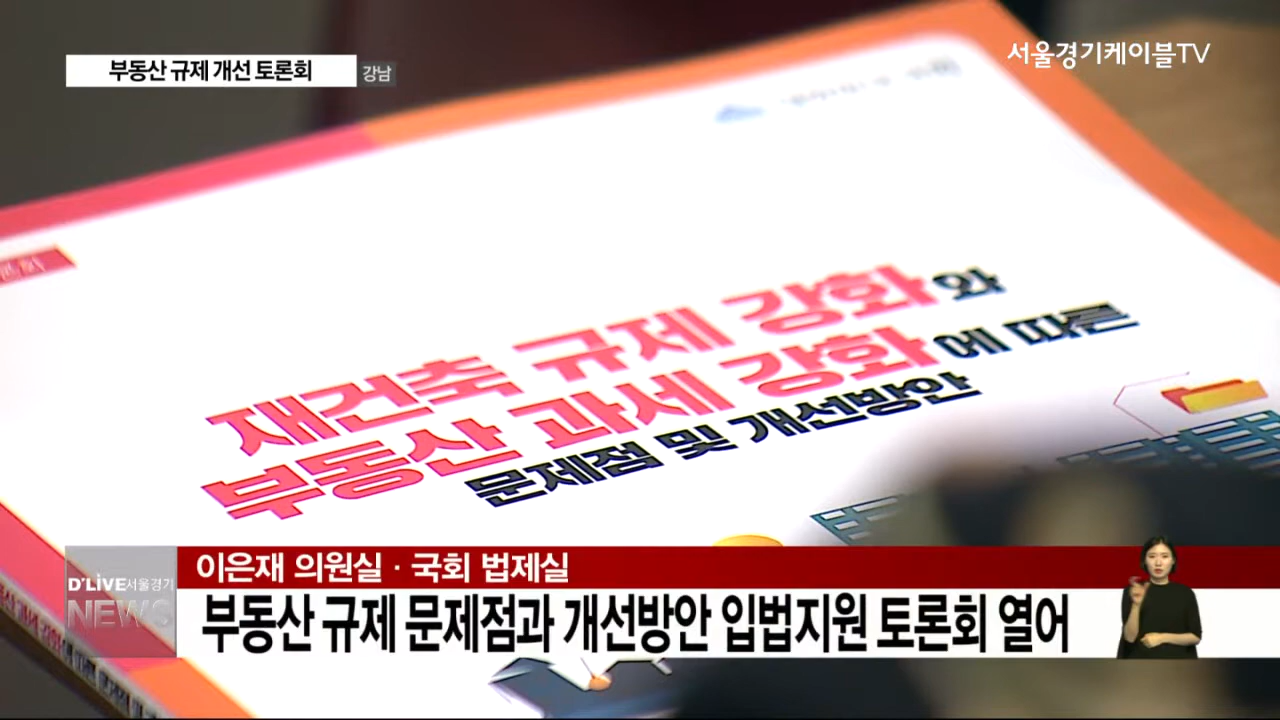 부동산 규제 개선 토론회
강남
서울경기케이블TV
론회
재건축 규제 강화와
부동산 과세 강화에 따른
문제점 및 개선방안
이은재 의원실 · 국회 법제실
D'LIVE서울경기
NEWS
부동산 규제 문제점과 개선방안 입법지원 토론회 열어